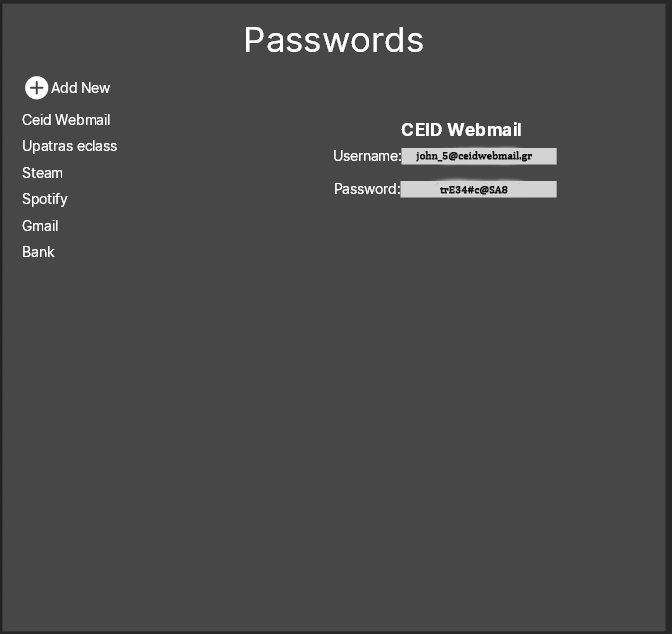 Passwords
Add New
Ceid Webmail
Upatras eclass
Steam
Spotify
Gmail
Bank
CEID Webmail
Username: john_5@ceidwebmail.gr
Password: trE34#c@SA8